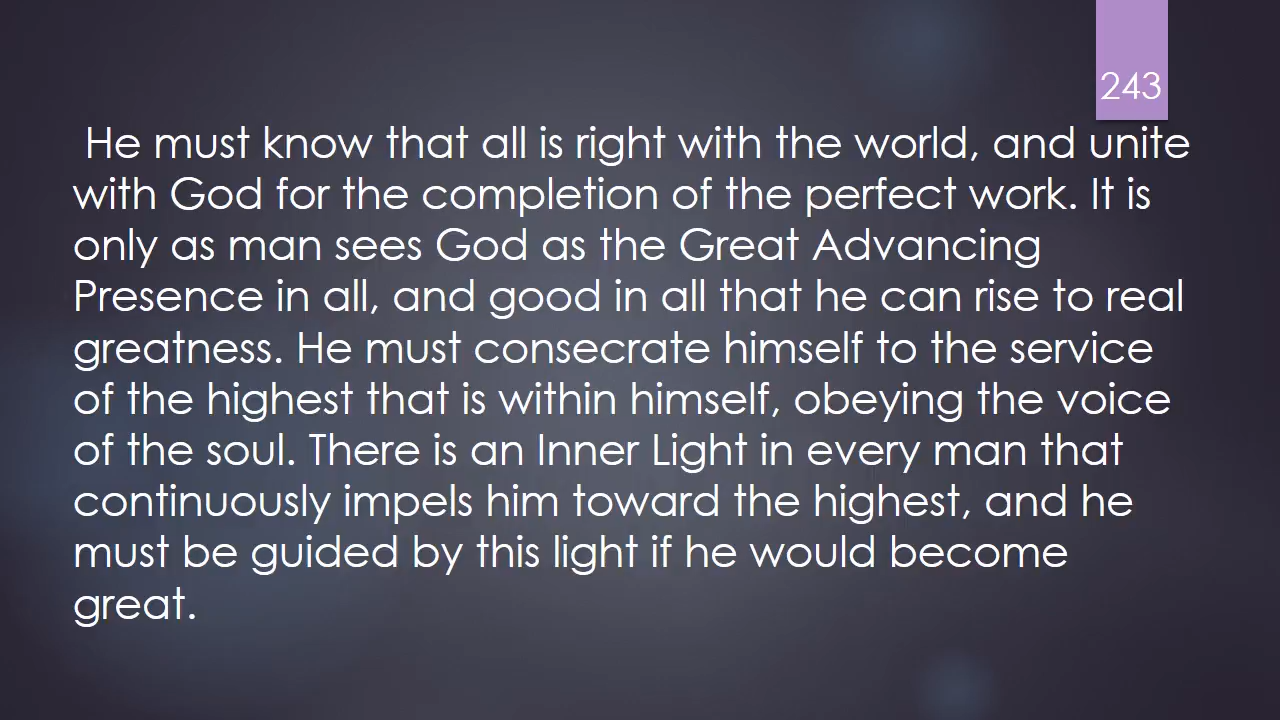 243
He must know that all is right with the world, and unite
with God for the completion of the perfect work. It is
only as man sees God as the Great Advancing
Presence in all, and good in all that he can rise to real
greatness. He must consecrate himself to the service
of the highest that is within himself, obeying the voice
of the soul. There is an Inner Light in every man that
continuously impels him toward the highest, and he
must be guided by this light if he would become
great.